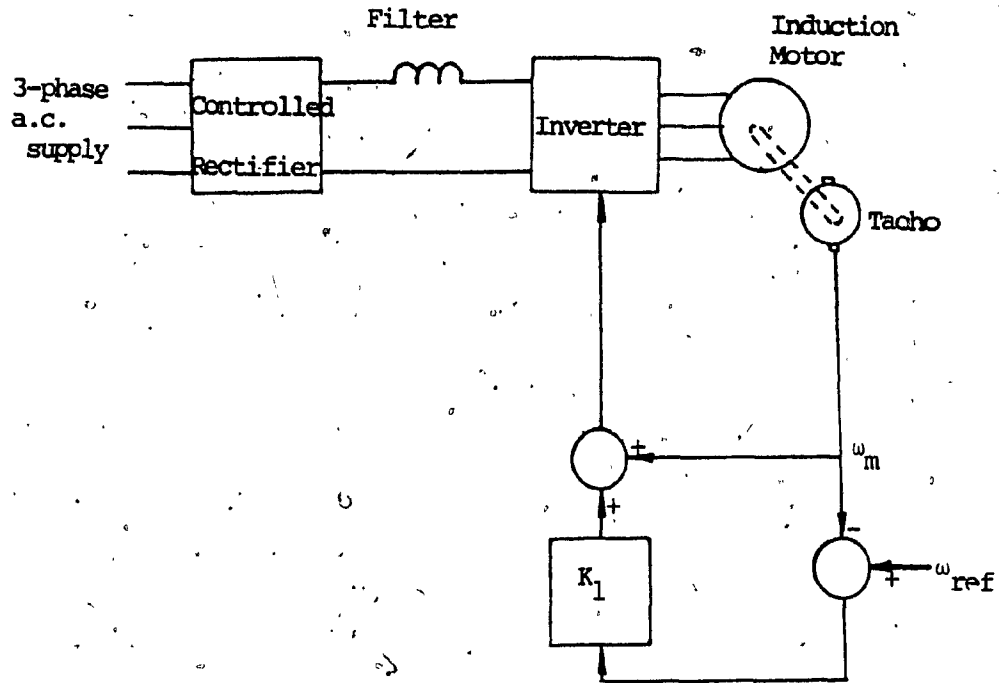 Filter
Induction
Motor
3-phase
a.c.
supply
Controlled
Rectifier
Inverter
Tacho
+
ω_m
+
-
K_1
+
ω_ref